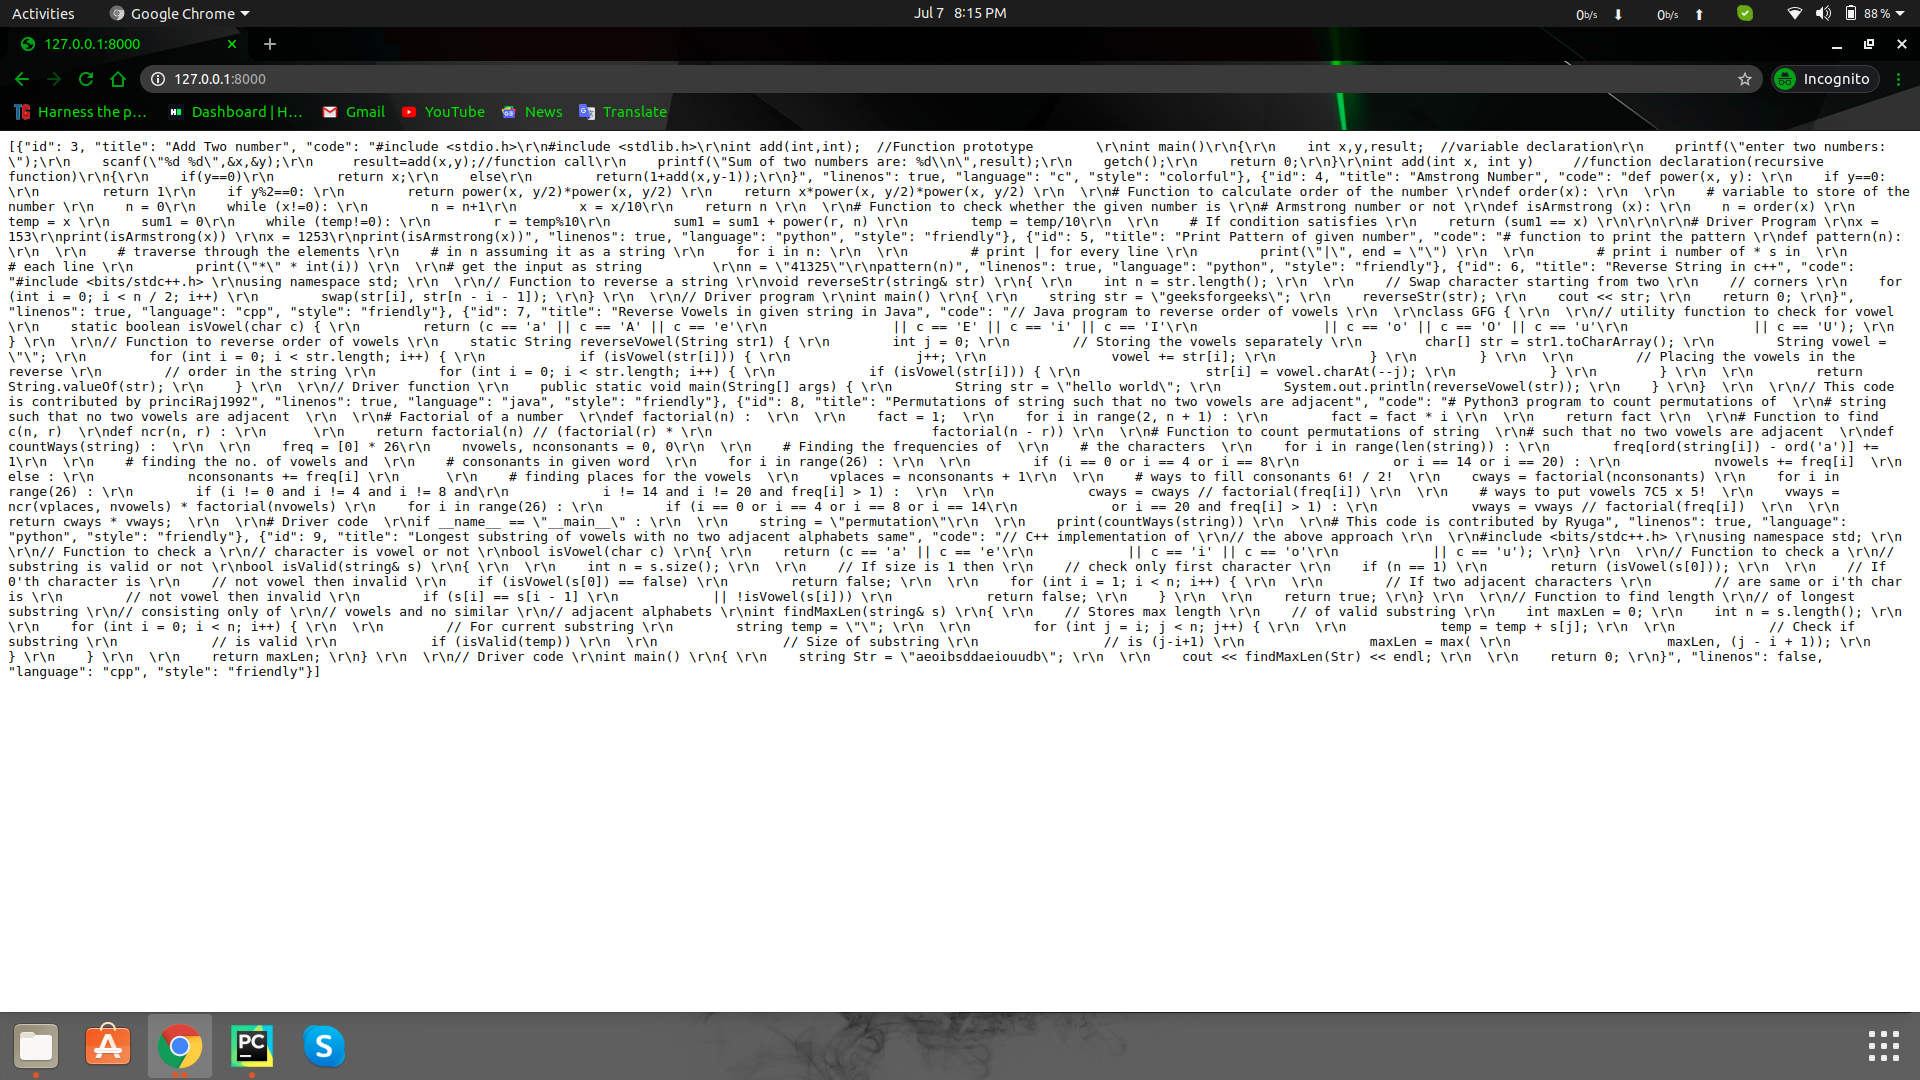 Activities
Google Chrome
Jul 7 8:15 PM
0b/s
0b/s
88 %
127.0.0.1:8000
127.0.0.1:8000
Incognito
Harness the p...
Dashboard | H...
Gmail
YouTube
News
Translate
[{"id": 3, "title": "Add Two number", "code": "#include <stdio.h>\r\n#include <stdlib.h>\r\nint add(int,int);  //Function prototype        \r\nint main()\r\n{\r\n    int x,y,result;  //variable declaration\r\n    printf(\"enter two numbers:
\");\r\n    scanf(\"%d %d\",&x,&y);\r\n     result=add(x,y);//function call\r\n    printf(\"Sum of two numbers are: %d\\n\",result);\r\n    getch();\r\n    return 0;\r\n}\r\nint add(int x, int y)     //function declaration(recursive
function)\r\n{\r\n    if(y==0)\r\n        return x;\r\n     else\r\n        return(1+add(x,y-1));\r\n}", "linenos": true, "language": "c", "style": "colorful"}, {"id": 4, "title": "Amstrong Number", "code": "def power(x, y): \r\n    if y==0:
\r\n        return 1\r\n    if y%2==0: \r\n        return power(x, y/2)*power(x, y/2) \r\n    return x*power(x, y/2)*power(x, y/2) \r\n  \r\n# Function to calculate order of the number \r\ndef order(x): \r\n  \r\n    # variable to store of the
number \r\n    n = 0\r\n    while (x!=0): \r\n        n = n+1\r\n        x = x/10\r\n    return n \r\n  \r\n# Function to check whether the given number is \r\n# Armstrong number or not \r\ndef isArmstrong (x): \r\n    n = order(x) \r\n
temp = x \r\n    sum1 = 0\r\n    while (temp!=0): \r\n        r = temp%10\r\n        sum1 = sum1 + power(r, n) \r\n        temp = temp/10\r\n  \r\n    # If condition satisfies \r\n    return (sum1 == x) \r\n\r\n\r\n# Driver Program \r\nx =
153\r\nprint(isArmstrong(x)) \r\nx = 1253\r\nprint(isArmstrong(x))", "linenos": true, "language": "python", "style": "friendly"}, {"id": 5, "title": "Print Pattern of given number", "code": "# function to print the pattern \r\ndef pattern(n):
\r\n  \r\n    # traverse through the elements \r\n    # in n assuming it as a string \r\n    for i in n: \r\n  \r\n        # print | for every line \r\n        print(\"|\", end = \"\") \r\n  \r\n        # print i number of * s in  \r\n
# each line \r\n        print(\"*\" * int(i)) \r\n  \r\n# get the input as string         \r\nn = \"41325\"\r\npattern(n)", "linenos": true, "language": "python", "style": "friendly"}, {"id": 6, "title": "Reverse String in c++", "code":
"#include <bits/stdc++.h> \r\nusing namespace std; \r\n  \r\n// Function to reverse a string \r\nvoid reverseStr(string& str) \r\n{ \r\n    int n = str.length(); \r\n  \r\n    // Swap character starting from two \r\n    // corners \r\n    for
(int i = 0; i < n / 2; i++) \r\n        swap(str[i], str[n - i - 1]); \r\n} \r\n  \r\n// Driver program \r\nint main() \r\n{ \r\n    string str = \"geeksforgeeks\"; \r\n    reverseStr(str); \r\n    cout << str; \r\n    return 0; \r\n}",
"linenos": true, "language": "cpp", "style": "friendly"}, {"id": 7, "title": "Reverse Vowels in given string in Java", "code": "// Java program to reverse order of vowels \r\n  \r\nclass GFG { \r\n  \r\n// utility function to check for vowel
\r\n    static boolean isVowel(char c) { \r\n        return (c == 'a' || c == 'A' || c == 'e'\r\n                || c == 'E' || c == 'i' || c == 'I'\r\n                || c == 'o' || c == 'O' || c == 'u'\r\n                || c == 'U'); \r\n
} \r\n  \r\n// Function to reverse order of vowels \r\n    static String reverseVowel(String str1) { \r\n        int j = 0; \r\n        // Storing the vowels separately \r\n        char[] str = str1.toCharArray(); \r\n        String vowel =
\"\"; \r\n        for (int i = 0; i < str.length; i++) { \r\n            if (isVowel(str[i])) { \r\n                j++; \r\n                vowel += str[i]; \r\n            } \r\n        } \r\n  \r\n        // Placing the vowels in the
reverse \r\n        // order in the string \r\n        for (int i = 0; i < str.length; i++) { \r\n            if (isVowel(str[i])) { \r\n                str[i] = vowel.charAt(--j); \r\n            } \r\n        } \r\n  \r\n        return
String.valueOf(str); \r\n    } \r\n  \r\n// Driver function \r\n    public static void main(String[] args) { \r\n        String str = \"hello world\"; \r\n        System.out.println(reverseVowel(str)); \r\n    } \r\n}  \r\n  \r\n// This code
is contributed by princiRaj1992", "linenos": true, "language": "java", "style": "friendly"}, {"id": 8, "title": "Permutations of string such that no two vowels are adjacent", "code": "# Python3 program to count permutations of  \r\n# string
such that no two vowels are adjacent  \r\n  \r\n# Factorial of a number  \r\ndef factorial(n) :  \r\n  \r\n    fact = 1;  \r\n    for i in range(2, n + 1) : \r\n        fact = fact * i \r\n  \r\n    return fact \r\n  \r\n# Function to find
c(n, r)  \r\ndef ncr(n, r) : \r\n      \r\n    return factorial(n) // (factorial(r) * \r\n                            factorial(n - r)) \r\n  \r\n# Function to count permutations of string  \r\n# such that no two vowels are adjacent  \r\ndef
countWays(string) :  \r\n  \r\n    freq = [0] * 26\r\n    nvowels, nconsonants = 0, 0\r\n  \r\n    # Finding the frequencies of  \r\n    # the characters  \r\n    for i in range(len(string)) : \r\n        freq[ord(string[i]) - ord('a')] +=
1\r\n  \r\n    # finding the no. of vowels and  \r\n    # consonants in given word  \r\n    for i in range(26) : \r\n  \r\n        if (i == 0 or i == 4 or i == 8\r\n            or i == 14 or i == 20) : \r\n            nvowels += freq[i]  \r\n
else : \r\n            nconsonants += freq[i] \r\n      \r\n    # finding places for the vowels  \r\n    vplaces = nconsonants + 1\r\n  \r\n    # ways to fill consonants 6! / 2!  \r\n    cways = factorial(nconsonants) \r\n    for i in
range(26) : \r\n        if (i != 0 and i != 4 and i != 8 and\r\n            i != 14 and i != 20 and freq[i] > 1) :  \r\n  \r\n            cways = cways // factorial(freq[i]) \r\n  \r\n    # ways to put vowels 7C5 x 5!  \r\n    vways =
ncr(vplaces, nvowels) * factorial(nvowels) \r\n    for i in range(26) : \r\n        if (i == 0 or i == 4 or i == 8 or i == 14\r\n            or i == 20 and freq[i] > 1) : \r\n            vways = vways // factorial(freq[i])  \r\n  \r\n
return cways * vways;  \r\n  \r\n# Driver code  \r\nif __name__ == \"__main__\" : \r\n  \r\n    string = \"permutation\"\r\n  \r\n    print(countWays(string)) \r\n  \r\n# This code is contributed by Ryuga", "linenos": true, "language":
"python", "style": "friendly"}, {"id": 9, "title": "Longest substring of vowels with no two adjacent alphabets same", "code": "// C++ implementation of \r\n// the above approach \r\n  \r\n#include <bits/stdc++.h> \r\nusing namespace std; \r\n
\r\n// Function to check a \r\n// character is vowel or not \r\nbool isVowel(char c) \r\n{ \r\n    return (c == 'a' || c == 'e'\r\n            || c == 'i' || c == 'o'\r\n            || c == 'u'); \r\n} \r\n  \r\n// Function to check a \r\n//
substring is valid or not \r\nbool isValid(string& s) \r\n{ \r\n  \r\n    int n = s.size(); \r\n  \r\n    // If size is 1 then \r\n    // check only first character \r\n    if (n == 1) \r\n        return (isVowel(s[0])); \r\n  \r\n    // If
0'th character is \r\n    // not vowel then invalid \r\n    if (isVowel(s[0]) == false) \r\n        return false; \r\n  \r\n    for (int i = 1; i < n; i++) { \r\n  \r\n        // If two adjacent characters \r\n        // are same or i'th char
is \r\n        // not vowel then invalid \r\n        if (s[i] == s[i - 1] \r\n            || !isVowel(s[i])) \r\n            return false; \r\n    } \r\n  \r\n    return true; \r\n} \r\n  \r\n// Function to find length \r\n// of longest
substring \r\n// consisting only of \r\n// vowels and no similar \r\n// adjacent alphabets \r\nint findMaxLen(string& s) \r\n{ \r\n    // Stores max length \r\n    // of valid substring \r\n    int maxLen = 0; \r\n    int n = s.length(); \r\n
\r\n    for (int i = 0; i < n; i++) { \r\n  \r\n        // For current substring \r\n        string temp = \"\"; \r\n  \r\n        for (int j = i; j < n; j++) { \r\n  \r\n            temp = temp + s[j]; \r\n  \r\n            // Check if
substring \r\n            // is valid \r\n            if (isValid(temp)) \r\n  \r\n                // Size of substring \r\n                // is (j-i+1) \r\n                maxLen = max( \r\n                    maxLen, (j - i + 1)); \r\n
} \r\n    } \r\n  \r\n    return maxLen; \r\n} \r\n  \r\n// Driver code \r\nint main() \r\n{ \r\n    string Str = \"aeoibsddaeiouudb\"; \r\n  \r\n    cout << findMaxLen(Str) << endl; \r\n  \r\n    return 0; \r\n}", "linenos": false,
"language": "cpp", "style": "friendly"}]
PC